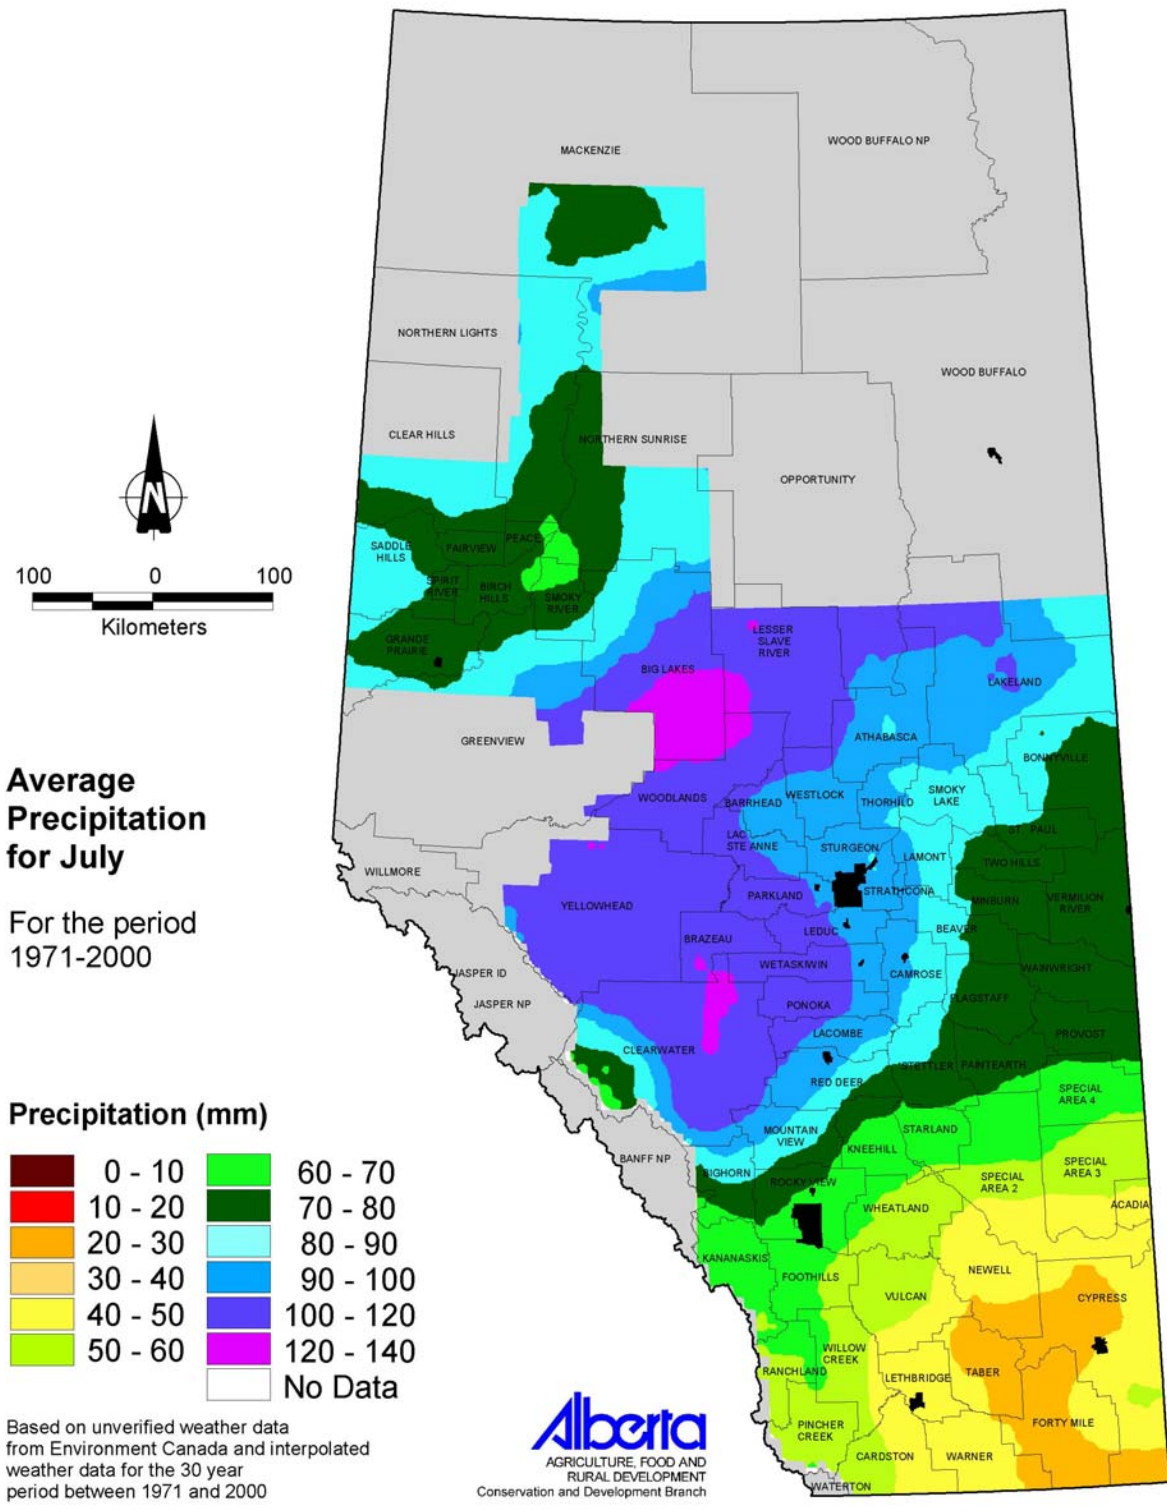 MACKENZIE
WOOD BUFFALO NP
NORTHERN LIGHTS
WOOD BUFFALO
CLEAR HILLS
NORTHERN SUNRISE
OPPORTUNITY
N
100 0 100
Kilometers
SADDLE
HILLS
FAIRVIEW
PEACE
SPIRIT
RIVER
BIRCH
HILLS
SMOKY
RIVER
GRANDE
PRAIRIE
LESSER
SLAVE
RIVER
BIG LAKES
LAKELAND
GREENVIEW
ATHABASCA
BONNYVILLE
WOODLANDS
BARRHEAD
WESTLOCK
THORHILD
SMOKY
LAKE
ST. PAUL
LAC
STE ANNE
STURGEON
LAMONT
TWO HILLS
WILLMORE
YELLOWHEAD
PARKLAND
STRATHCONA
MINBURN
VERMILION
RIVER
BRAZEAU
LEDUC
BEAVER
WETASKIWIN
CAMROSE
WAINWRIGHT
JASPER ID
JASPER NP
PONOKA
FLAGSTAFF
LACOMBE
PROVOST
CLEARWATER
STETTLER
PAINTEARTH
RED DEER
SPECIAL
AREA 4
MOUNTAIN
VIEW
STARLAND
KNEEHILL
BANFF NP
BIGHORN
ROCKY VIEW
SPECIAL
AREA 2
SPECIAL
AREA 3
WHEATLAND
ACADIA
KANANASKIS
FOOTHILLS
NEWELL
VULCAN
CYPRESS
WILLOW
CREEK
RANCHLAND
LETHBRIDGE
TABER
PINCHER
CREEK
FORTY MILE
CARDSTON
WARNER
WATERTON
Average
Precipitation
for July
For the period
1971-2000
Precipitation (mm)
0 - 10
10 - 20
20 - 30
30 - 40
40 - 50
50 - 60
60 - 70
70 - 80
80 - 90
90 - 100
100 - 120
120 - 140
No Data
Based on unverified weather data
from Environment Canada and interpolated
weather data for the 30 year
period between 1971 and 2000
Alberta
AGRICULTURE, FOOD AND
RURAL DEVELOPMENT
Conservation and Development Branch